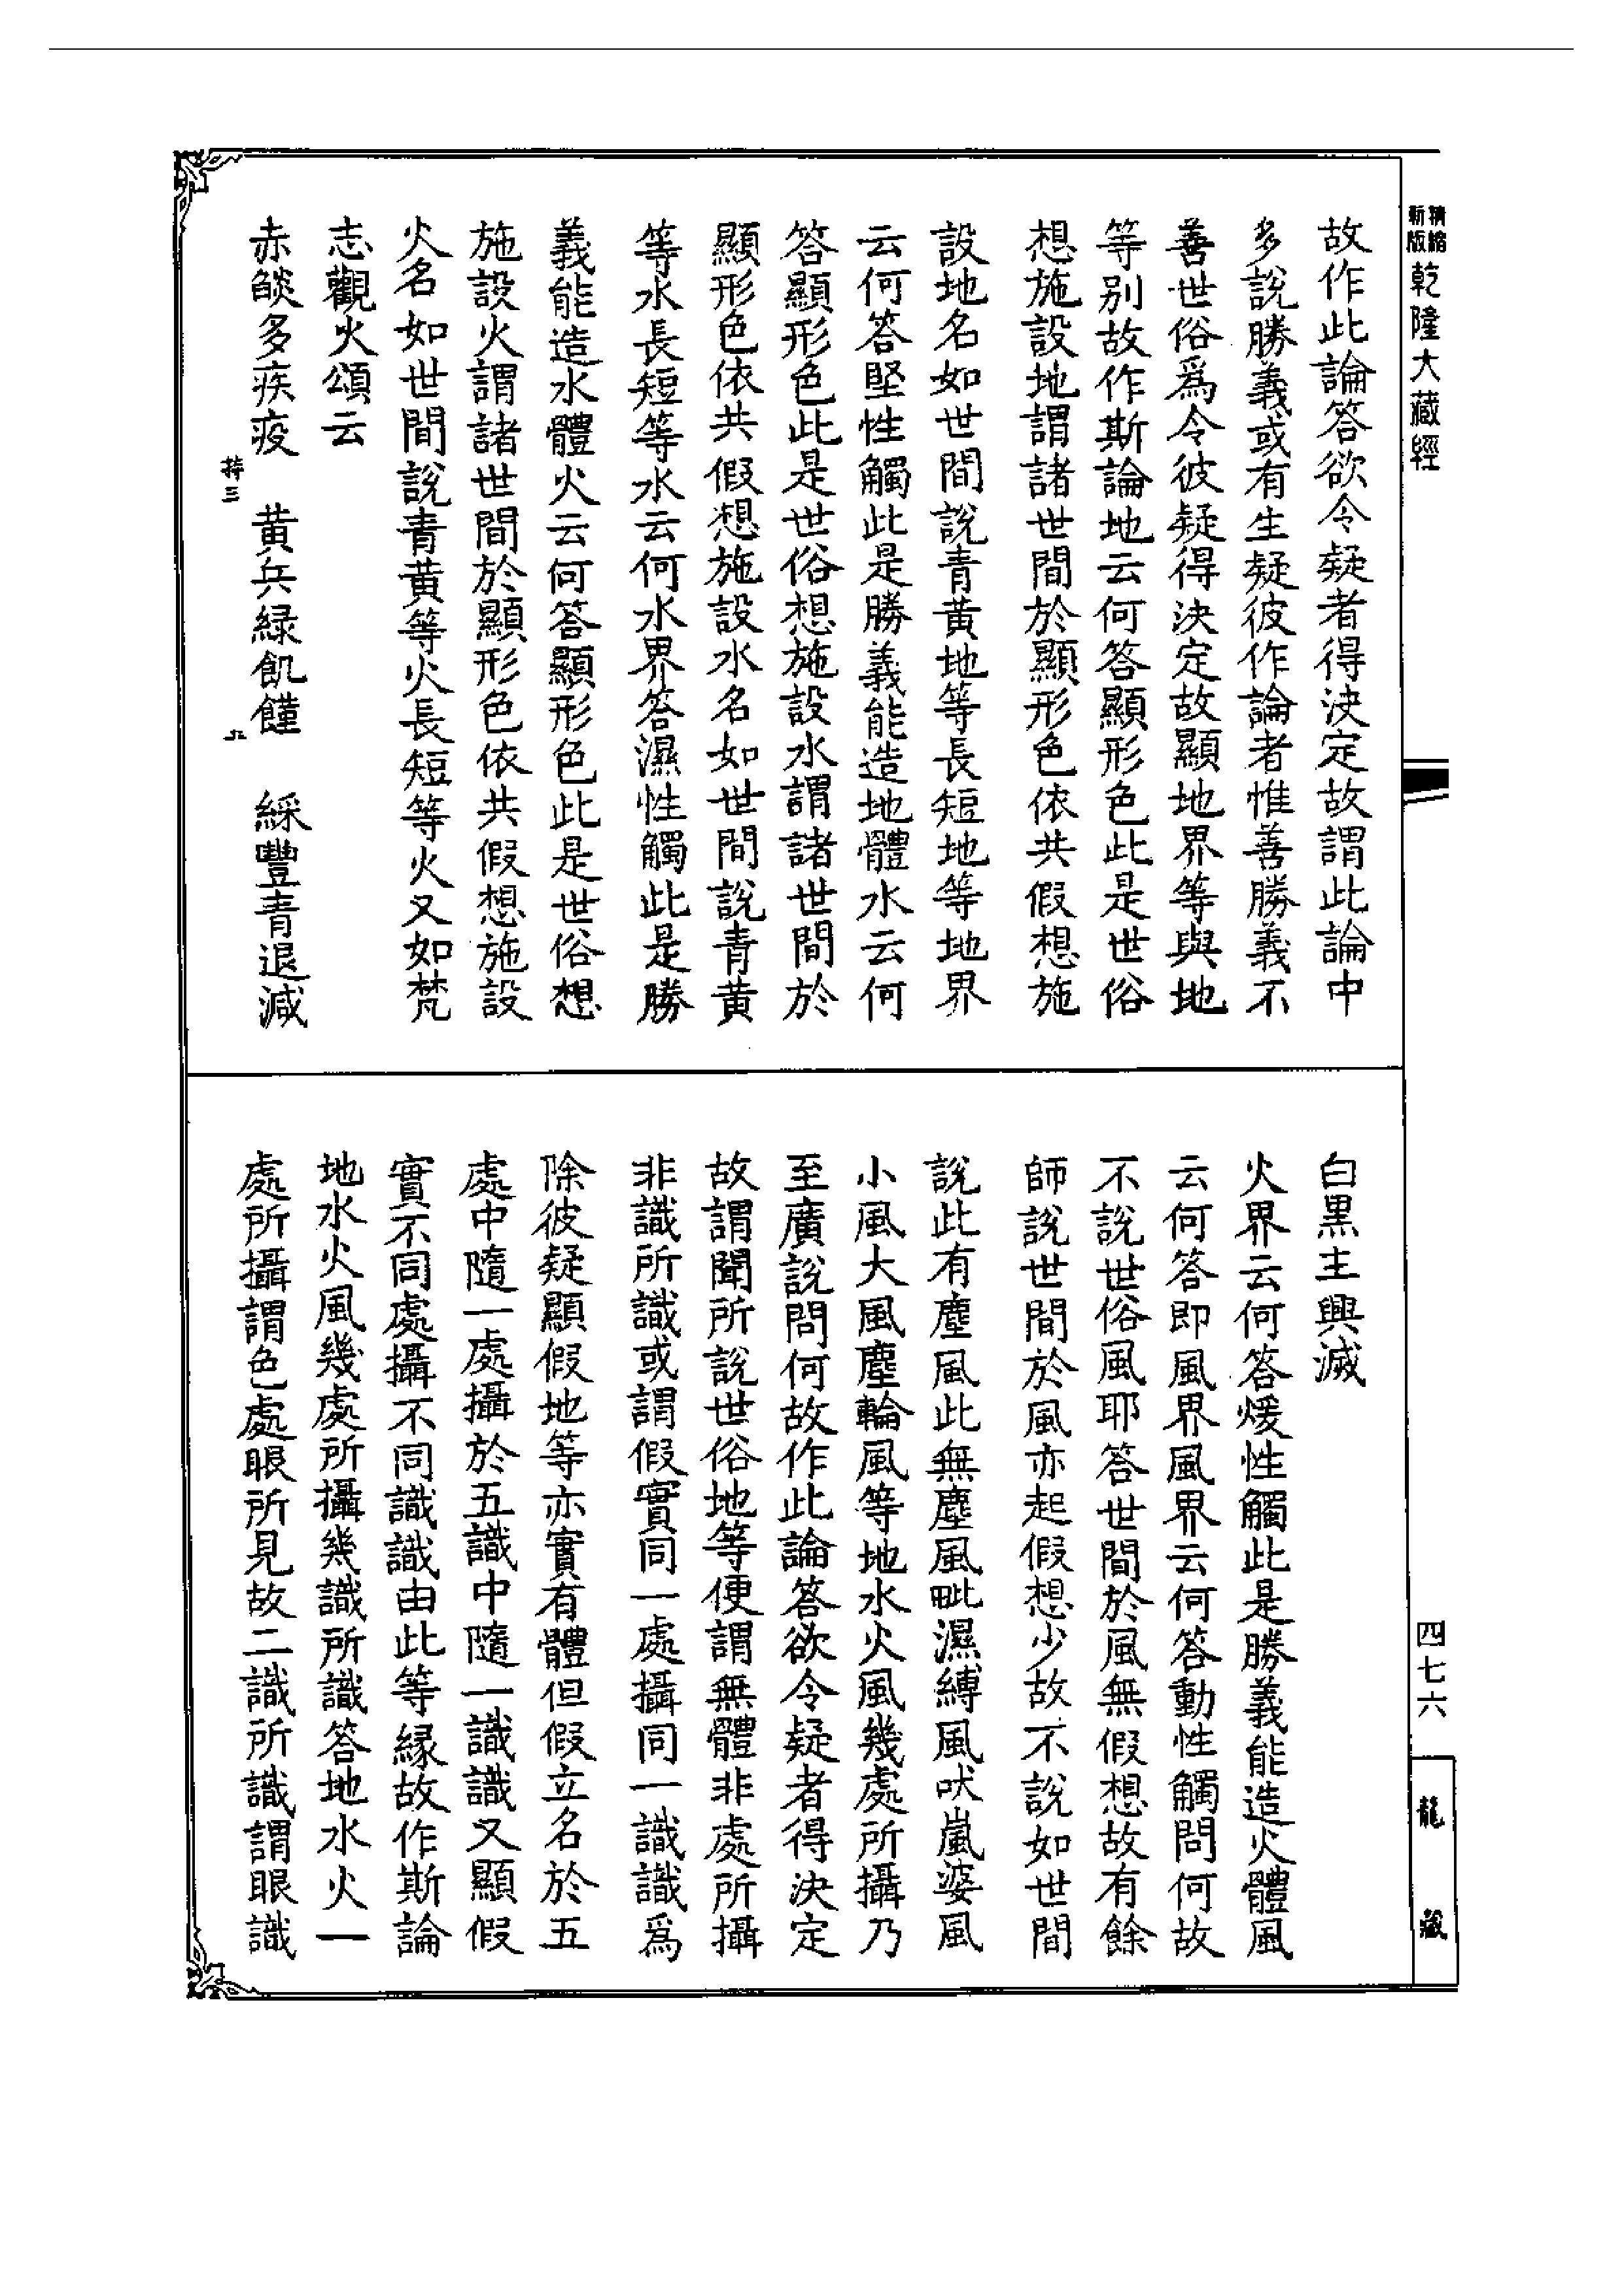 精縮新版
乾隆大藏經
故作此論答欲令疑者得決定故謂此論中
多說勝義或有生疑彼作論者惟善勝義不
善世俗爲令彼疑得決定故顯地界等與地
等別故作斯論地云何答顯形色此是世俗
想施設地謂諸世間於顯形色依共假想施
設地名如世間說青黃地等長短地等地界
云何答堅性觸此是勝義能造地體水云何
答顯形色此是世俗想施設水謂諸世間於
顯形色依共假想施設水名如世間說青黃
等水長短等水云何水界答濕性觸此是勝
義能造水體火云何答顯形色此是世俗想
施設火謂諸世間於顯形色依共假想施設
火名如世間說青黃等火長短等火又如梵
志觀火頌云
赤燄多疾疫 黃兵綠飢饉 綵豐青退減
持三 九
白黑主興滅
火界云何答煖性觸此是勝義能造火體風
云何答即風界風界云何答動性觸問何故
不說世俗風耶答世間於風無假想故有餘
師說世間於風亦起假想少故不說如世間
說此有塵風此無塵風毗濕縛風吠嵐婆風
小風大風塵輪風等地水火風幾處所攝乃
至廣說問何故作此論答欲令疑者得決定
故謂聞所說世俗地等便謂無體非處所攝
非識所識或謂假實同一處攝同一識識爲
除彼疑顯假地等亦實有體但假立名於五
處中隨一處攝於五識中隨一識識又顯假
實不同處攝不同識識由此等緣故作斯論
地水火風幾處所攝幾識所識答地水火一
處所攝謂色處眼所見故二識所識謂眼識
四七六
龍藏